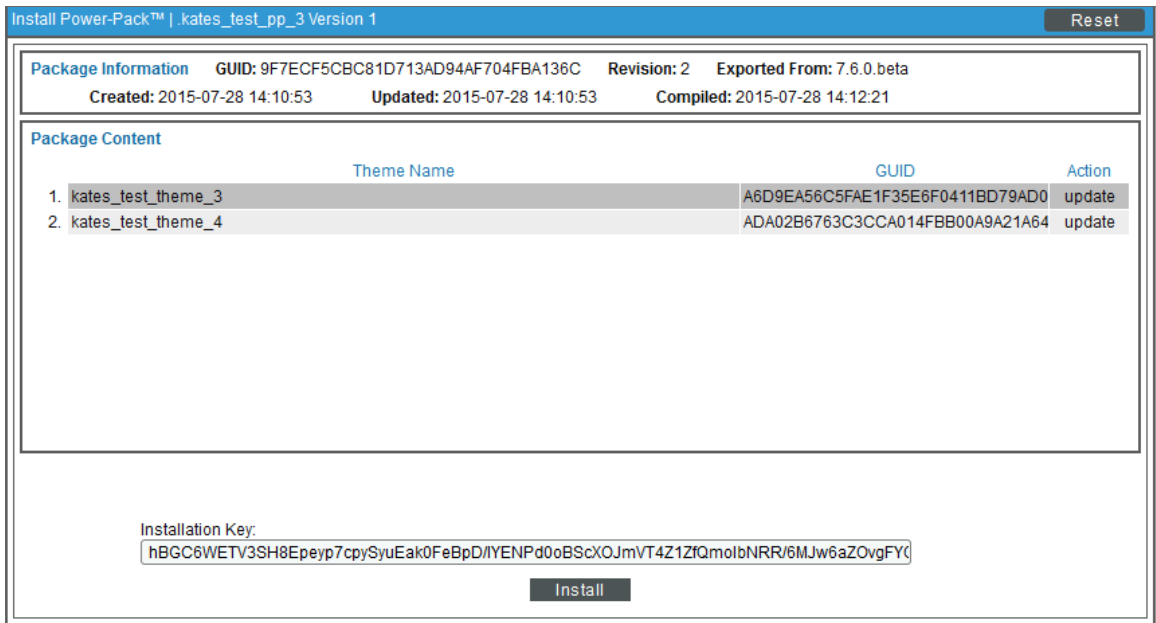 Install Power-Pack™ | .kates_test_pp_3 Version 1 Reset
Package Information GUID: 9F7ECF5CBC81D713AD94AF704FBA136C Revision: 2 Exported From: 7.6.0.beta
Created: 2015-07-28 14:10:53 Updated: 2015-07-28 14:10:53 Compiled: 2015-07-28 14:12:21
Package Content
Theme Name GUID Action
1. kates_test_theme_3 A6D9EA56C5FAE1F35E6F0411BD79AD0 update
2. kates_test_theme_4 ADA02B6763C3CCA014FBB00A9A21A64 update
Installation Key:
hBGC6WETV3SH8Epeyp7cpySyuEak0FeBpD/IYENPd0oBScXOJmVT4Z1ZfQmoIbNRR/6MJw6aZOvgFY(
Install